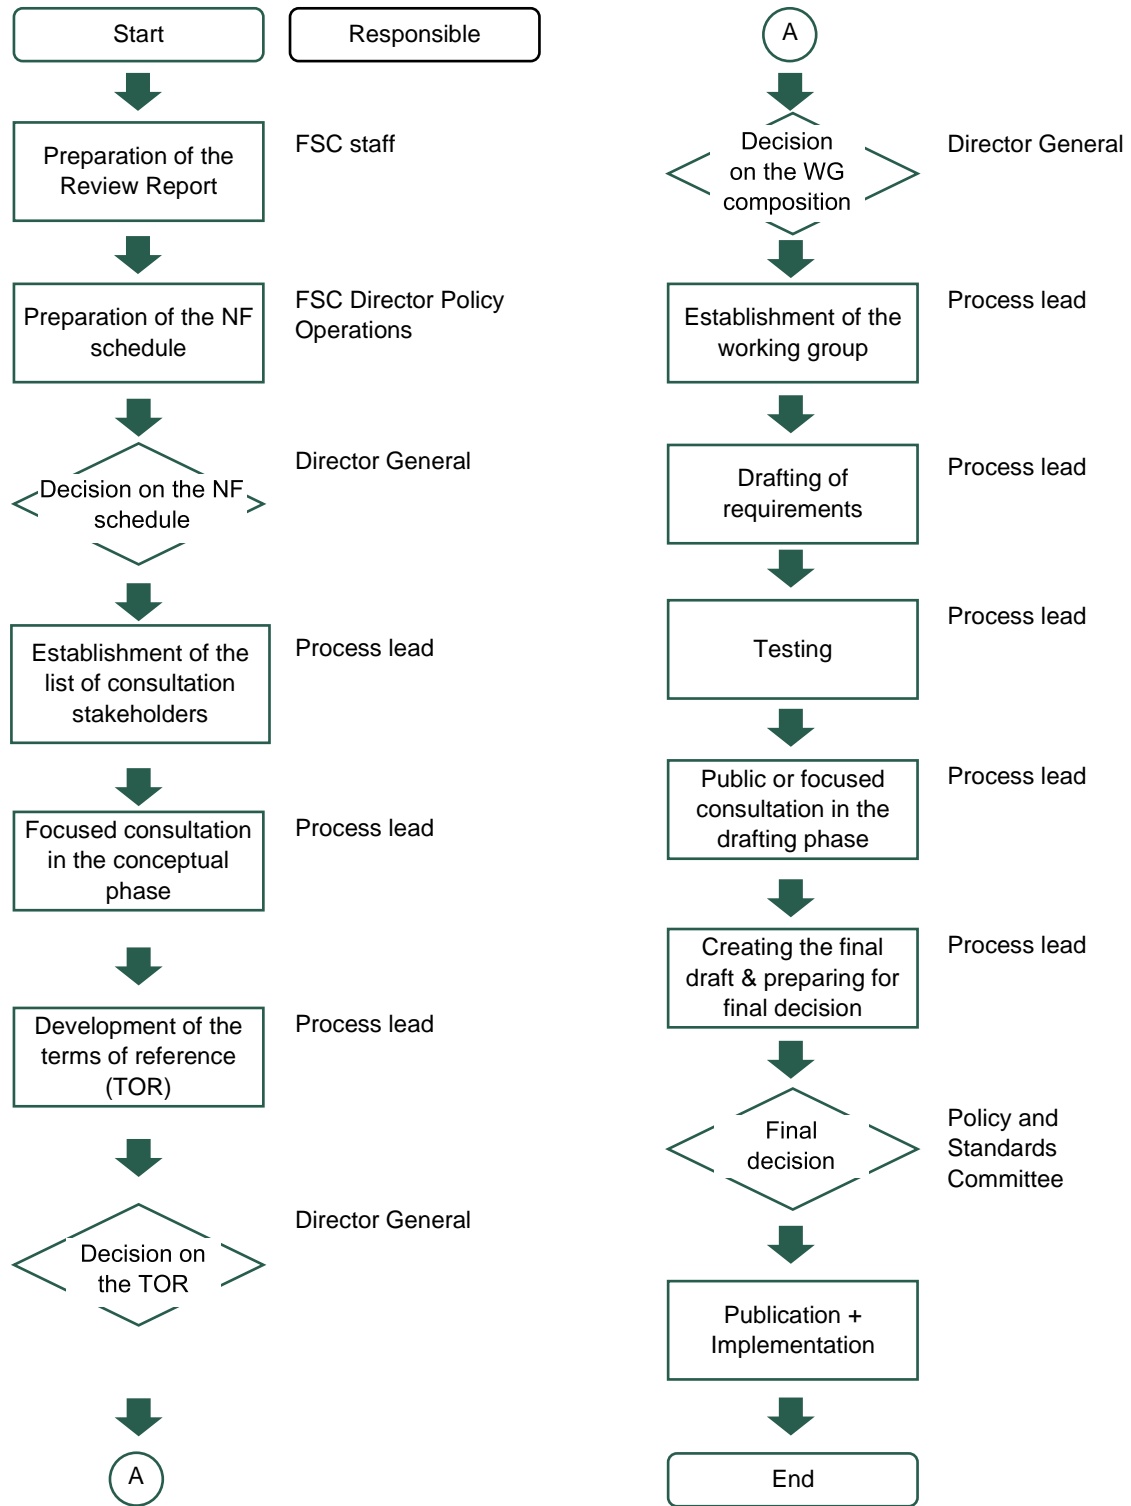 Start
Responsible
Preparation of the
Review Report
FSC staff
Preparation of the NF
schedule
FSC Director Policy
Operations
Decision on the NF
schedule
Director General
Establishment of the
list of consultation
stakeholders
Process lead
Focused consultation
in the conceptual
phase
Process lead
Development of the
terms of reference
(TOR)
Process lead
Decision on
the TOR
Director General
A
A
Decision
on the WG
composition
Director General
Establishment of the
working group
Process lead
Drafting of
requirements
Process lead
Testing
Process lead
Public or focused
consultation in the
drafting phase
Process lead
Creating the final
draft & preparing for
final decision
Process lead
Final
decision
Policy and
Standards
Committee
Publication +
Implementation
End